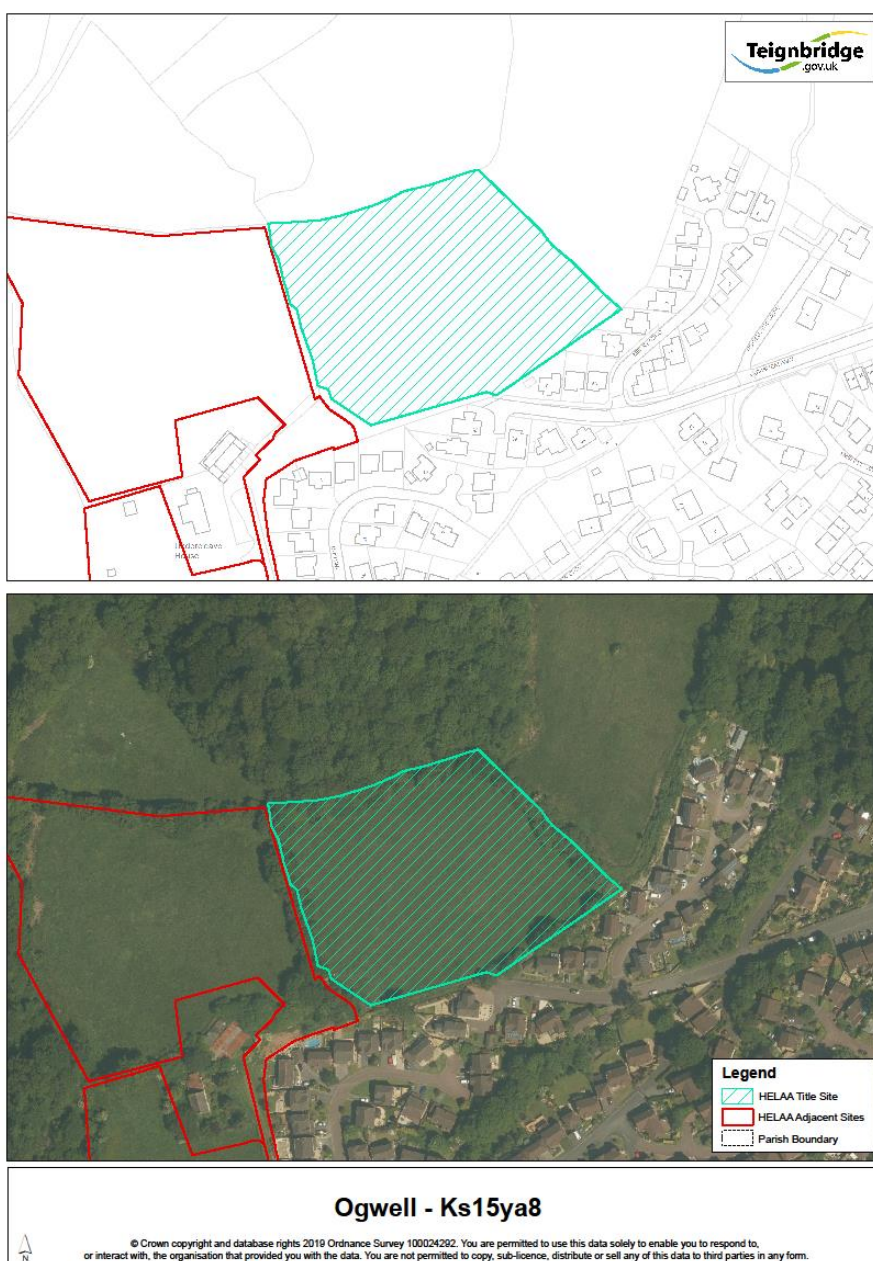 Teignbridge
.gov.uk
House
Legend
HELAA Title Site
HELAA Adjacent Sites
Parish Boundary
Ogwell - Ks15ya8
N
© Crown copyright and database rights 2019 Ordnance Survey 100024292. You are permitted to use this data solely to enable you to respond to,
or interact with, the organisation that provided you with the data. You are not permitted to copy, sub-licence, distribute or sell any of this data to third parties in any form.